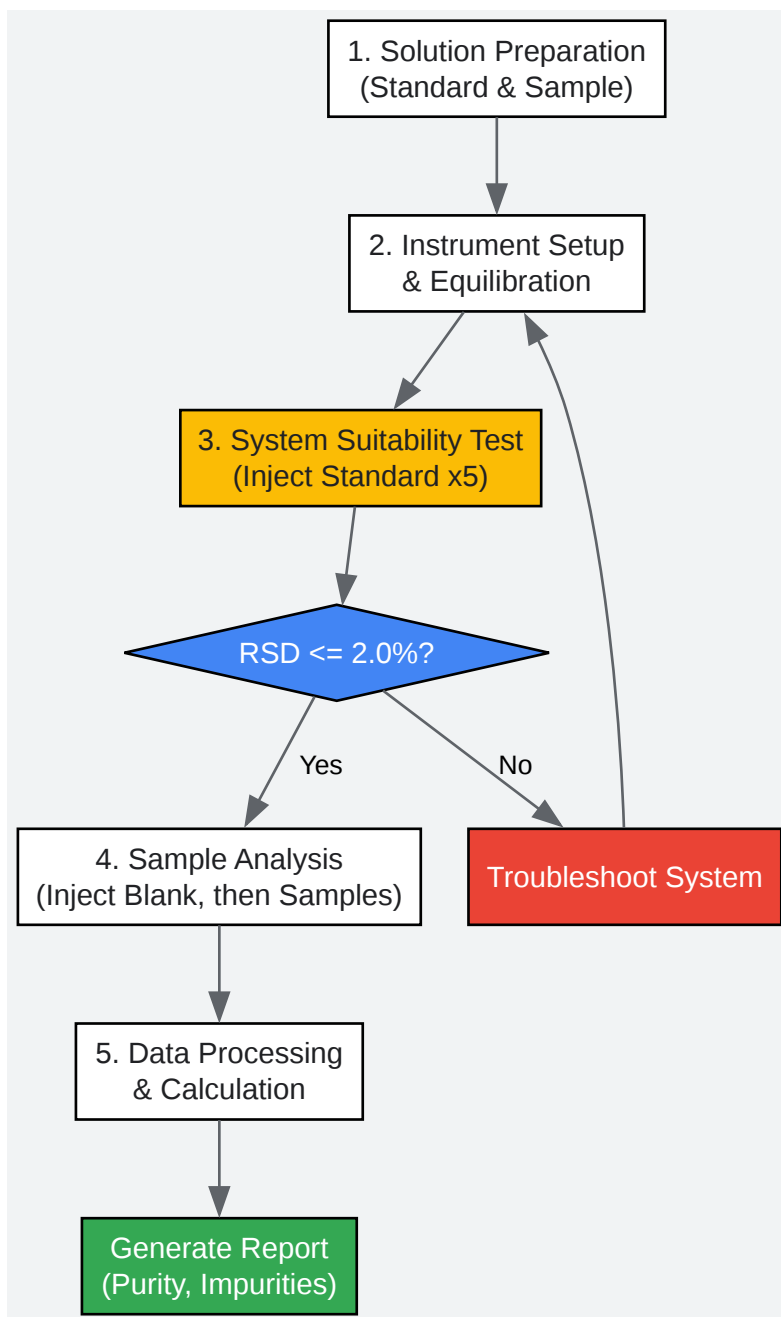 1. Solution Preparation
(Standard & Sample)
2. Instrument Setup
& Equilibration
3. System Suitability Test
(Inject Standard x5)
RSD <= 2.0%?
Yes
No
4. Sample Analysis
(Inject Blank, then Samples)
Troubleshoot System
5. Data Processing
& Calculation
Generate Report
(Purity, Impurities)